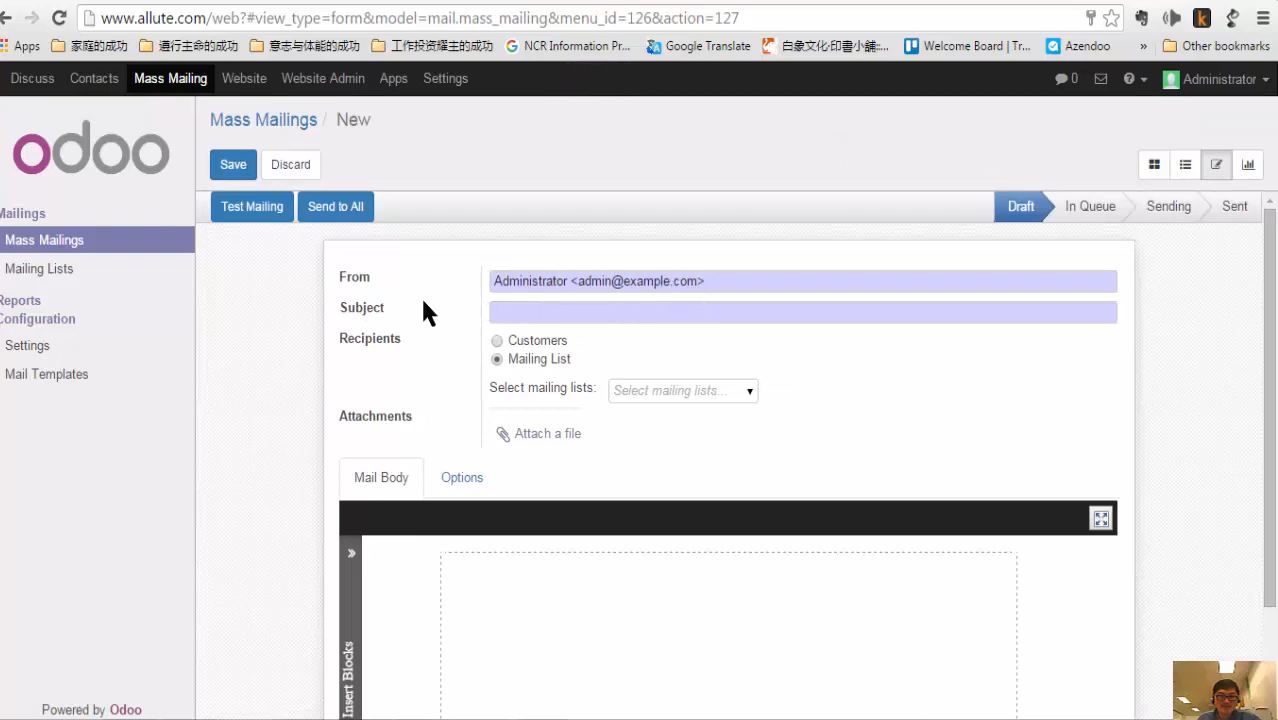 www.allute.com/web?#view_type=form&model=mail.mass_mailing&menu_id=126&action=127
Apps 家庭的成功 遵行主命的成功 意志与体能的成功 工作投资雇主的成功 NCR Information Pr... Google Translate 白象文化·印書小舖:... Welcome Board | Tr... Azendoo » Other bookmarks
Discuss Contacts Mass Mailing Website Website Admin Apps Settings 0 Administrator
odoo
Mass Mailings / New
Save Discard
Test Mailing Send to All Draft In Queue Sending Sent
Mailings
Mass Mailings
Mailing Lists
Reports
Configuration
Settings
Mail Templates
From Administrator <admin@example.com>
Subject
Recipients Customers
Mailing List
Select mailing lists: Select mailing lists...
Attachments
Attach a file
Mail Body Options
»
Insert Blocks
Powered by Odoo